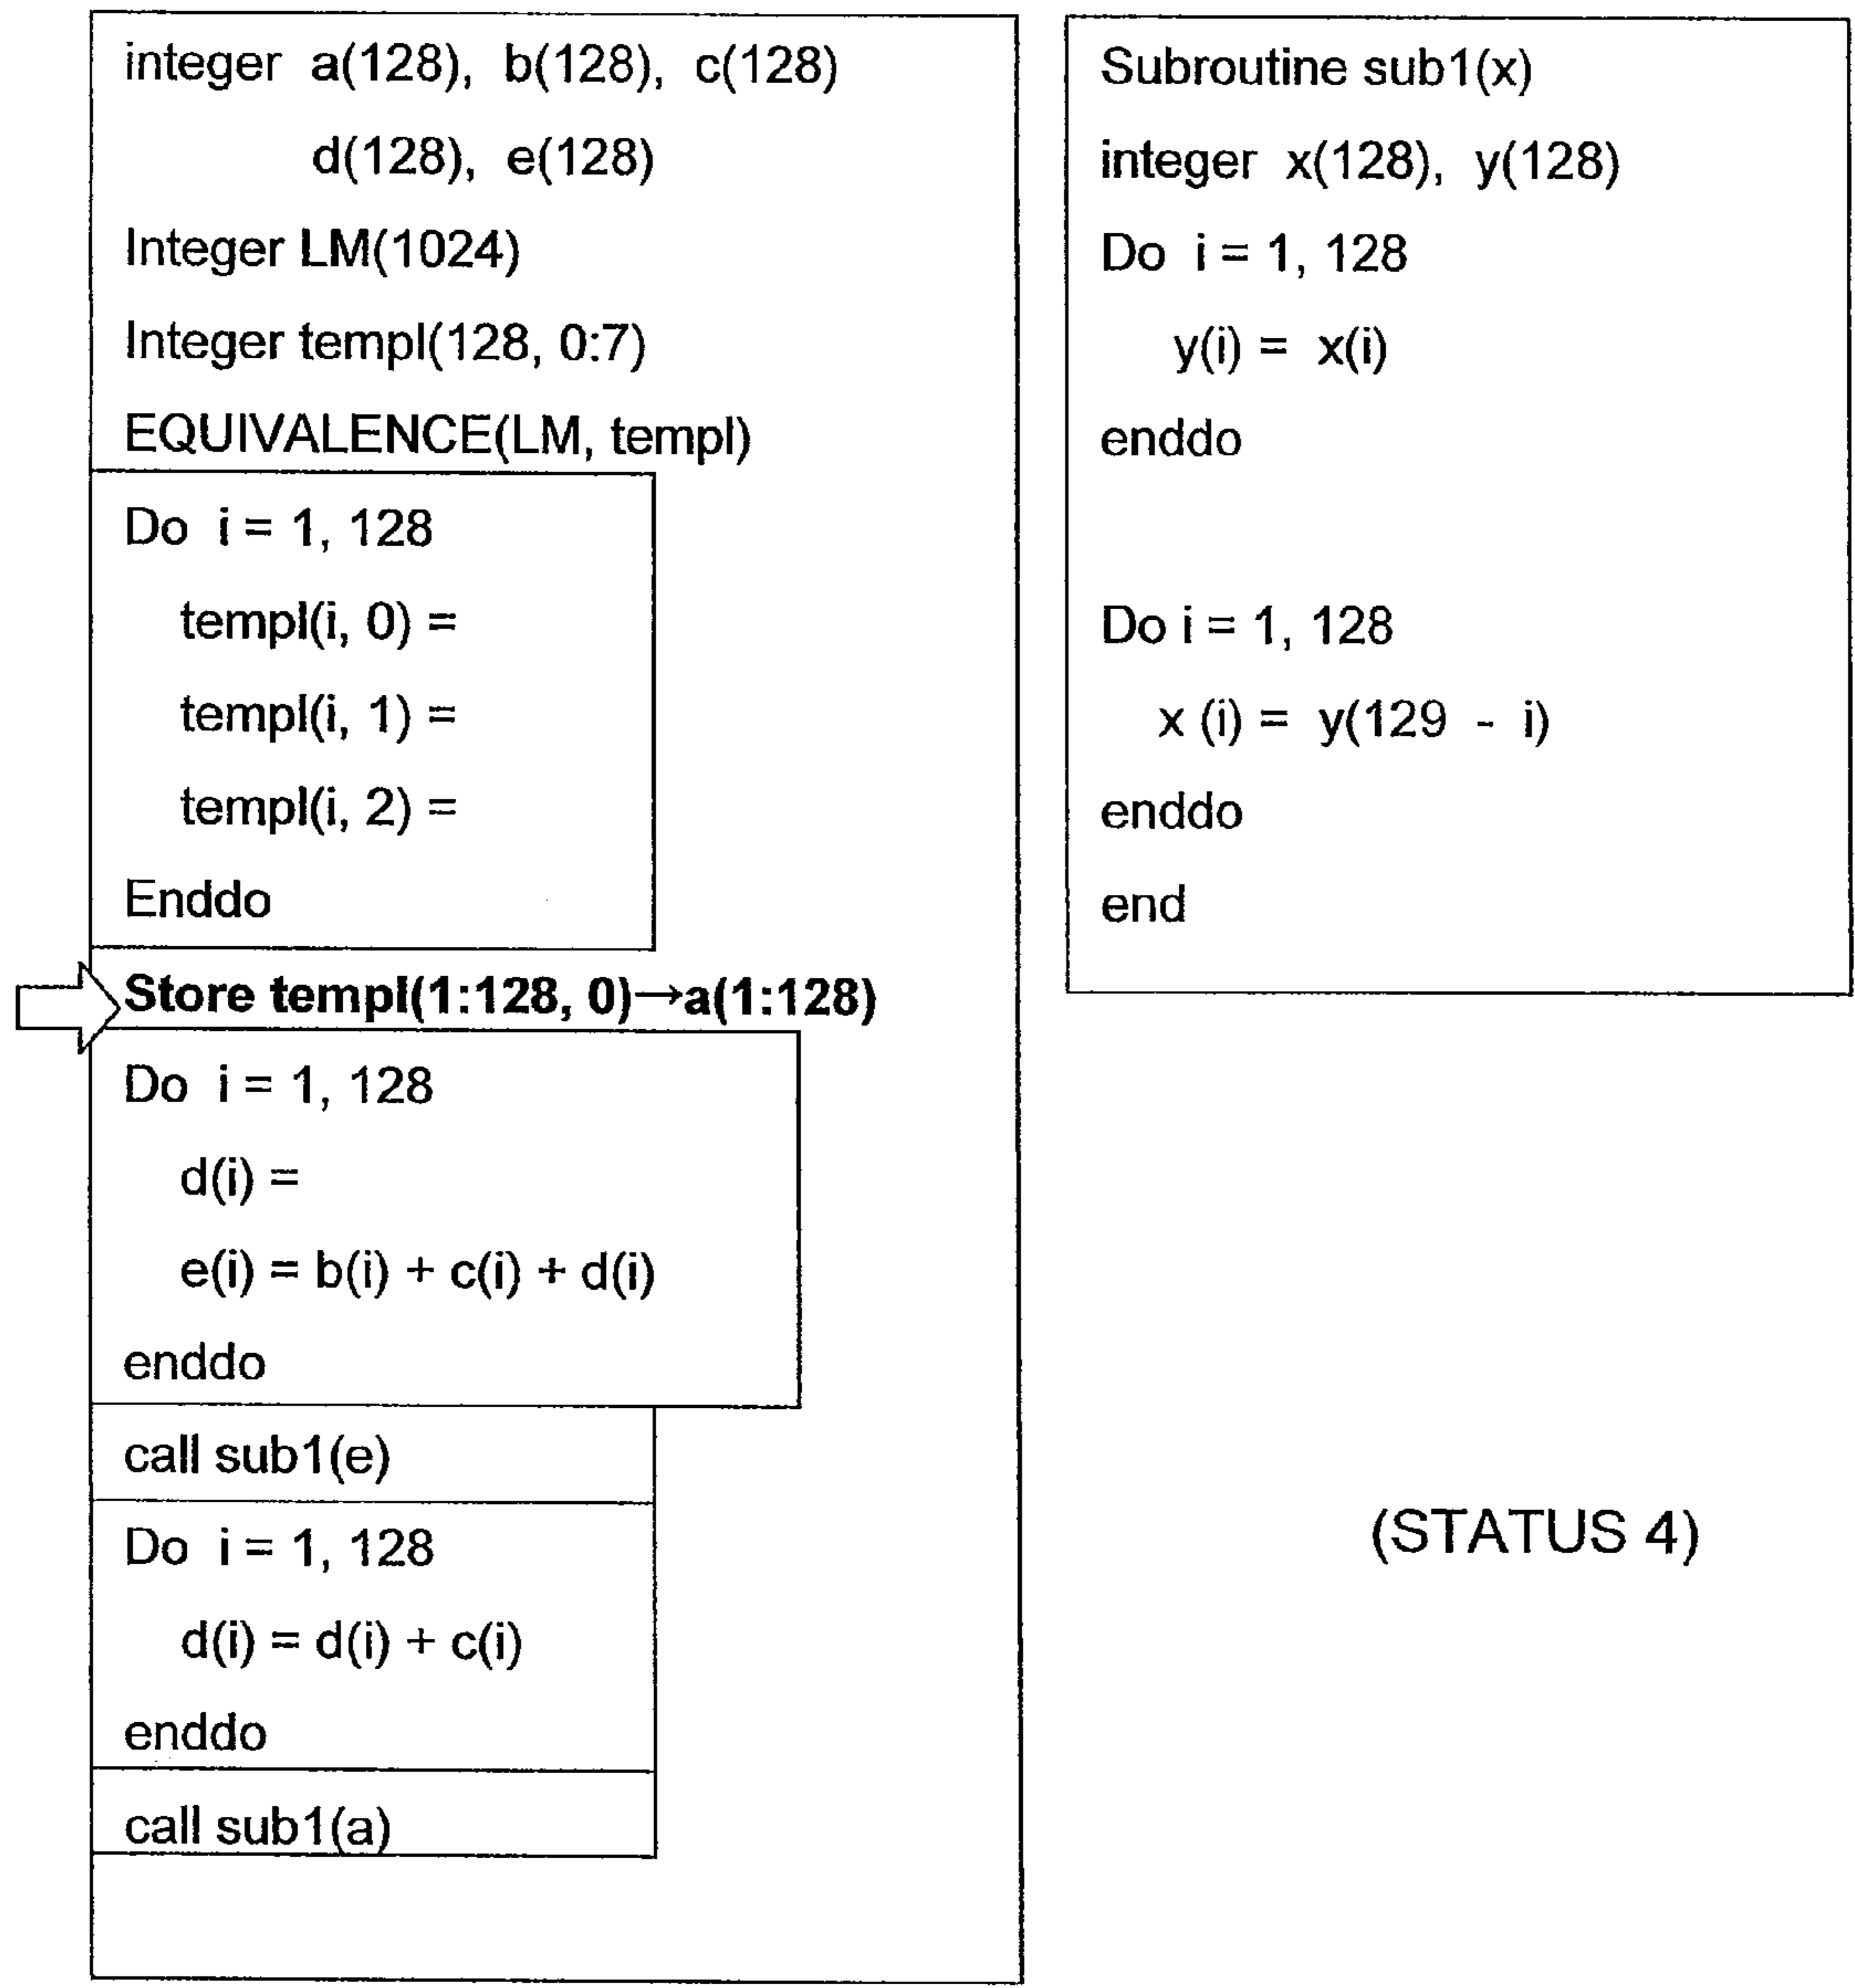 integer a(128), b(128), c(128)
d(128), e(128)
Integer LM(1024)
Integer templ(128, 0:7)
EQUIVALENCE(LM, templ)
Do i = 1, 128
templ(i, 0) =
templ(i, 1) =
templ(i, 2) =
Enddo
Store templ(1:128, 0)→a(1:128)
Do i = 1, 128
d(i) =
e(i) = b(i) + c(i) + d(i)
enddo
call sub1(e)
Do i = 1, 128
d(i) = d(i) + c(i)
enddo
call sub1(a)
Subroutine sub1(x)
integer x(128), y(128)
Do i = 1, 128
y(i) = x(i)
enddo
Do i = 1, 128
x (i) = y(129 - i)
enddo
end
(STATUS 4)